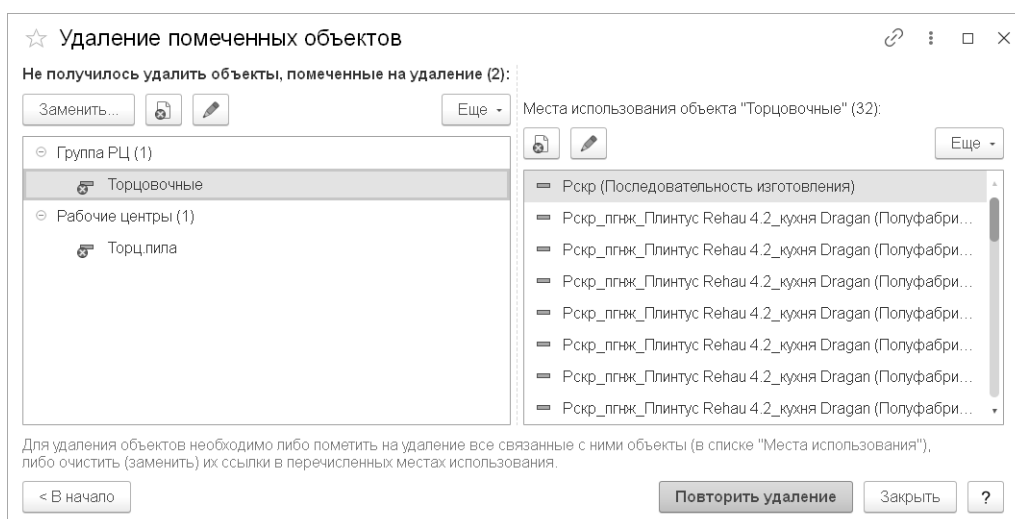 Удаление помеченных объектов
Не получилось удалить объекты, помеченные на удаление (2):
Заменить...
Еще
Группа РЦ (1)
Торцовочные
Рабочие центры (1)
Торц.пила
Места использования объекта "Торцовочные" (32):
Еще
Рскр (Последовательность изготовления)
Рскр_пгнж_Плинтус Rehau 4.2_кухня Dragan (Полуфабри...
Рскр_пгнж_Плинтус Rehau 4.2_кухня Dragan (Полуфабри...
Рскр_пгнж_Плинтус Rehau 4.2_кухня Dragan (Полуфабри...
Рскр_пгнж_Плинтус Rehau 4.2_кухня Dragan (Полуфабри...
Рскр_пгнж_Плинтус Rehau 4.2_кухня Dragan (Полуфабри...
Рскр_пгнж_Плинтус Rehau 4.2_кухня Dragan (Полуфабри...
Рскр_пгнж_Плинтус Rehau 4.2_кухня Dragan (Полуфабри...
Для удаления объектов необходимо либо пометить на удаление все связанные с ними объекты (в списке "Места использования"),
либо очистить (заменить) их ссылки в перечисленных местах использования.
< В начало
Повторить удаление
Закрыть
?